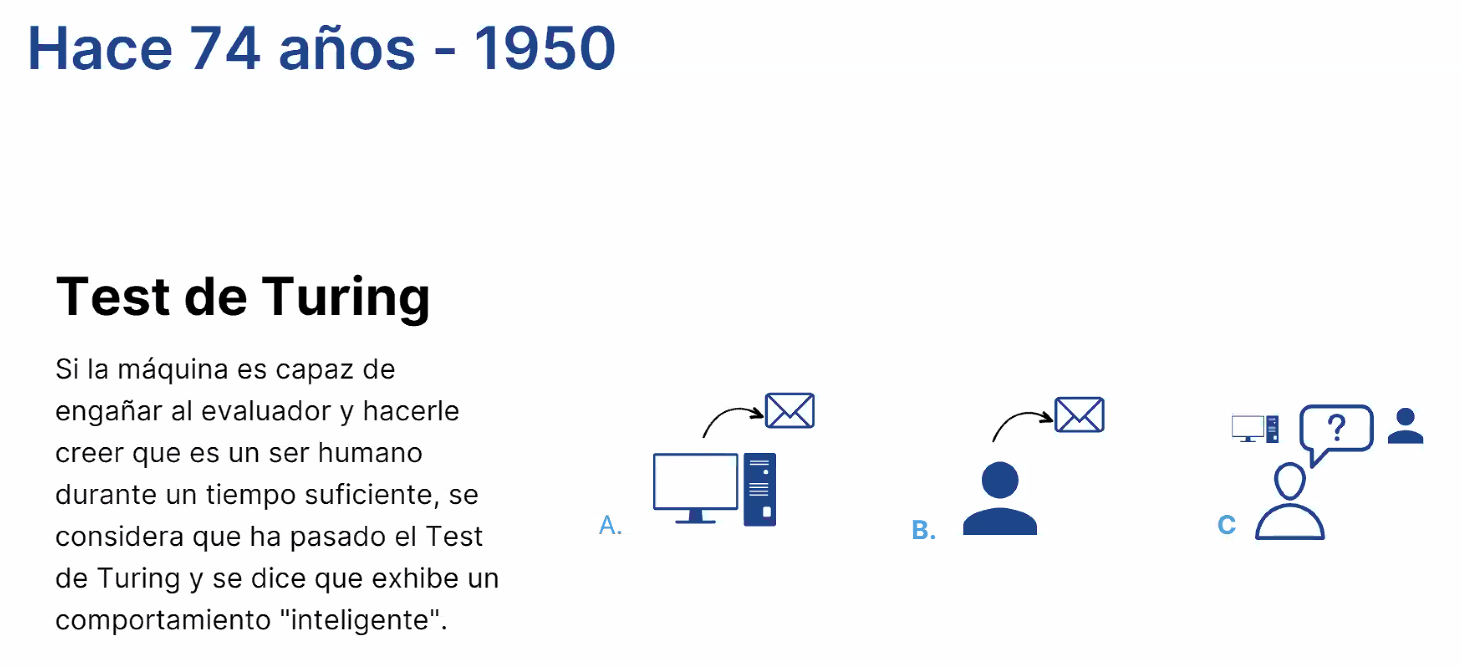 Hace 74 años - 1950
Test de Turing
Si la máquina es capaz de
engañar al evaluador y hacerle
creer que es un ser humano
durante un tiempo suficiente, se
considera que ha pasado el Test
de Turing y se dice que exhibe un
comportamiento "inteligente".
A.
B.
C
?